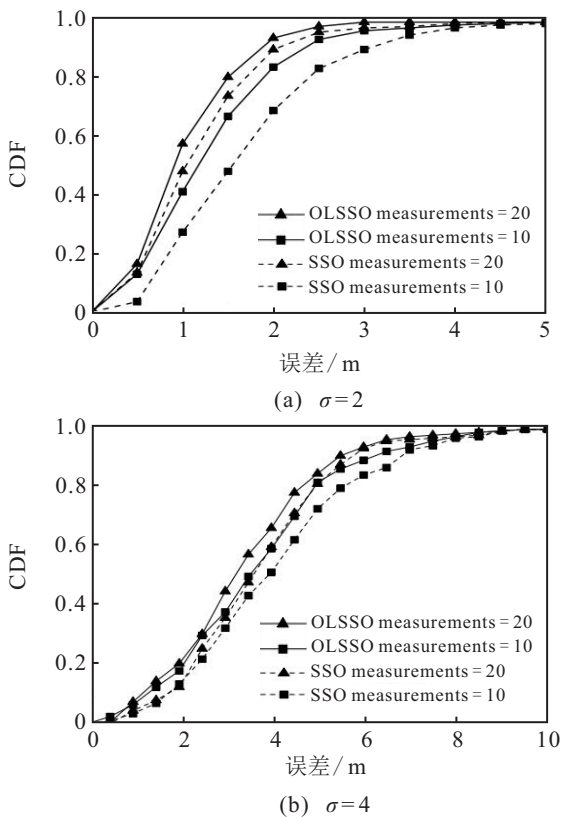 1.0
0.8
0.6
0.4
0.2
0
CDF
OLSSO measurements = 20
OLSSO measurements = 10
SSO measurements = 20
SSO measurements = 10
0 1 2 3 4 5
误差/m
(a) σ=2
1.0
0.8
0.6
0.4
0.2
0
CDF
OLSSO measurements = 20
OLSSO measurements = 10
SSO measurements = 20
SSO measurements = 10
0 2 4 6 8 10
误差/m
(b) σ=4